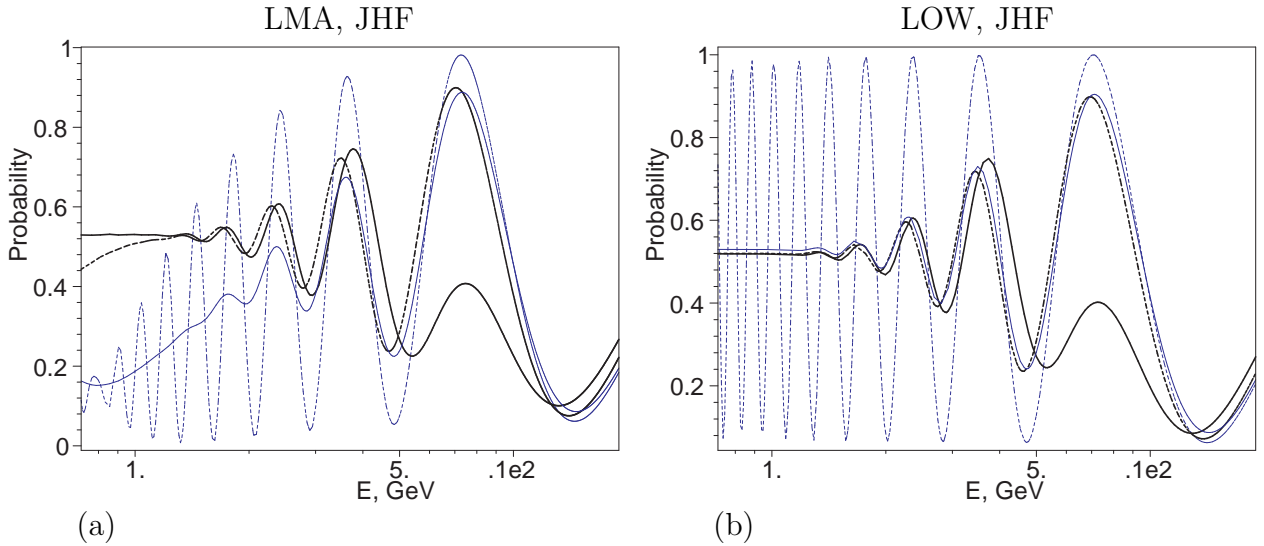 LMA, JHF
LOW, JHF
1
0.8
0.6
0.4
0.2
0
Probability
1.
5.
.1e2
E, GeV
1
0.8
0.6
0.4
0.2
Probability
1.
5.
.1e2
E, GeV
(a)
(b)